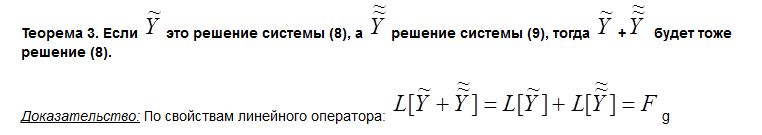 Теорема 3. Если Ỹ это решение системы (8), а Ỹ̃ решение системы (9), тогда Ỹ + Ỹ̃ будет тоже
решение (8).
Доказательство: По свойствам линейного оператора: L[Ỹ + Ỹ̃] = L[Ỹ] + L[Ỹ̃] = F g